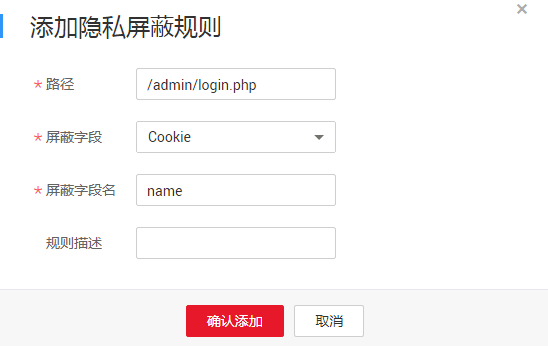 添加隐私屏蔽规则
* 路径 /admin/login.php
* 屏蔽字段 Cookie
* 屏蔽字段名 name
规则描述
确认添加 取消